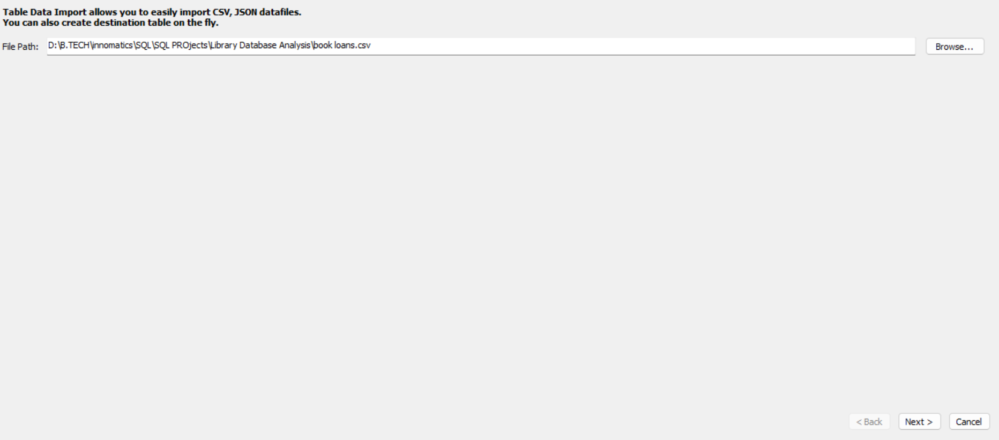 Table Data Import allows you to easily import CSV, JSON datafiles.
You can also create destination table on the fly.
File Path: D:\B.TECH\innomatics\SQL\SQL PROjects\Library Database Analysis\book loans.csv Browse...
< Back Next > Cancel